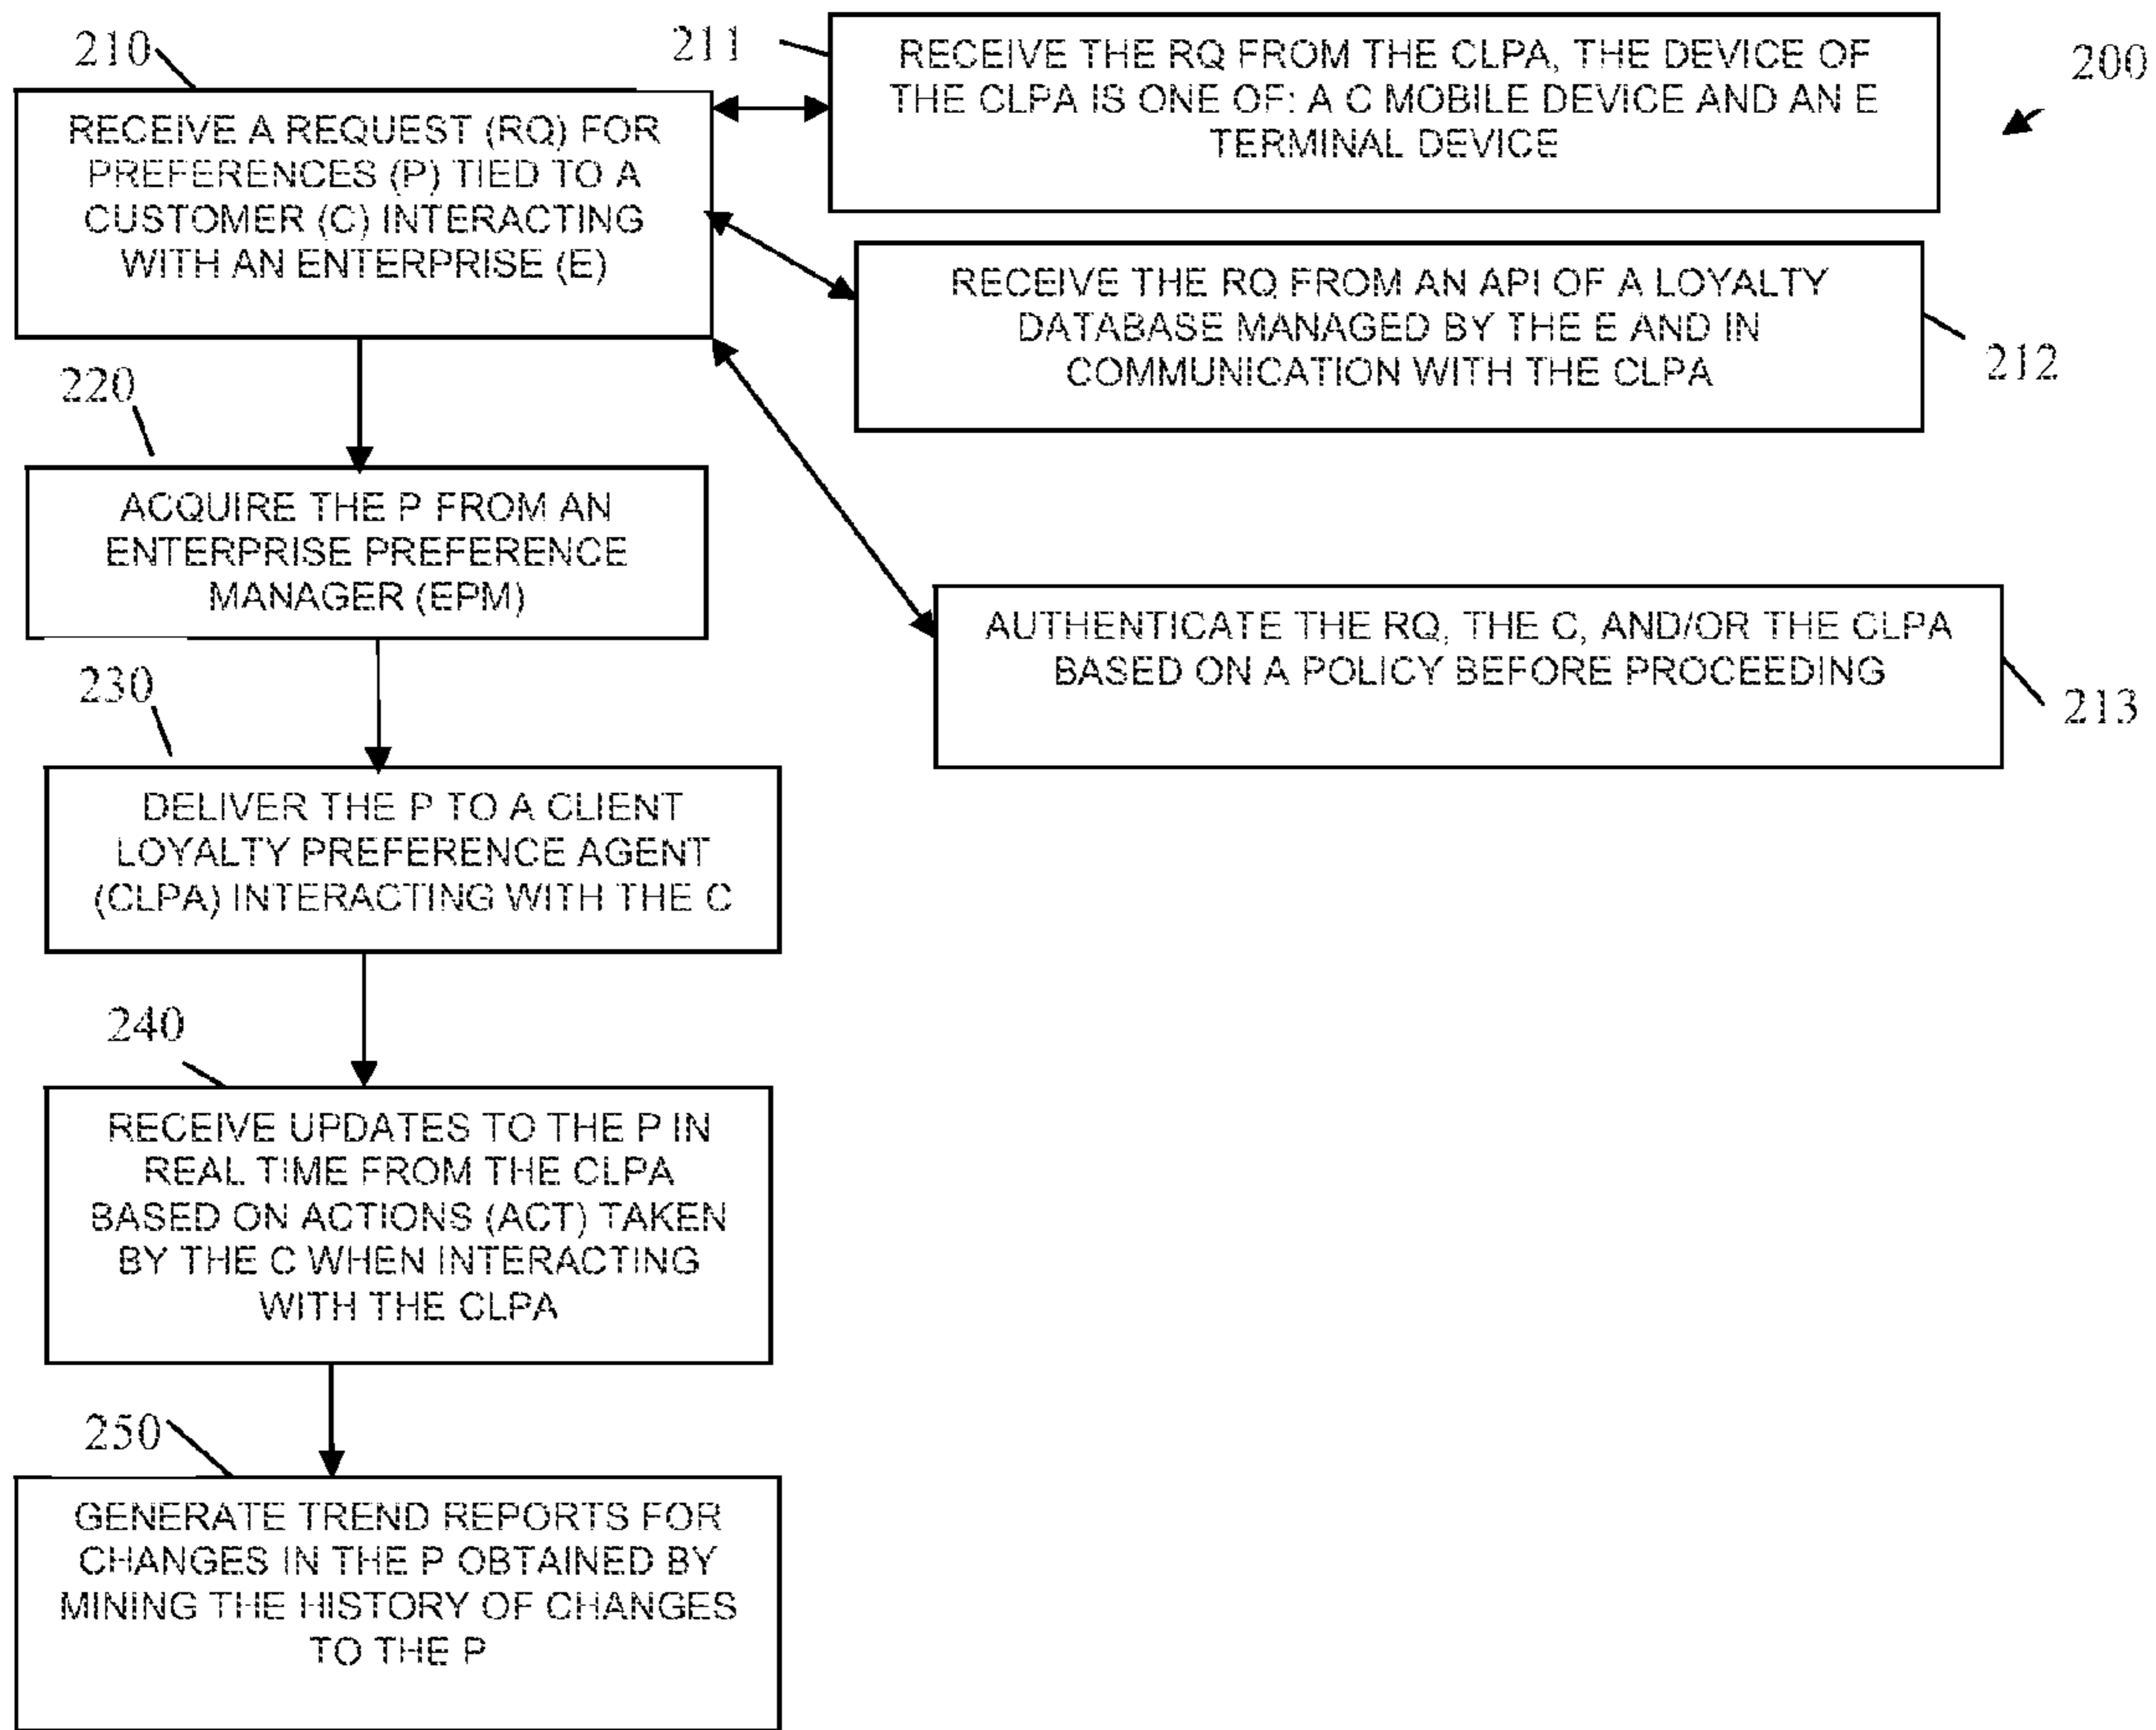 210
RECEIVE A REQUEST (RQ) FOR
PREFERENCES (P) TIED TO A
CUSTOMER (C) INTERACTING
WITH AN ENTERPRISE (E)
211
RECEIVE THE RQ FROM THE CLPA, THE DEVICE OF
THE CLPA IS ONE OF: A C MOBILE DEVICE AND AN E
TERMINAL DEVICE
200
RECEIVE THE RQ FROM AN API OF A LOYALTY
DATABASE MANAGED BY THE E AND IN
COMMUNICATION WITH THE CLPA
212
220
ACQUIRE THE P FROM AN
ENTERPRISE PREFERENCE
MANAGER (EPM)
AUTHENTICATE THE RQ, THE C, AND/OR THE CLPA
BASED ON A POLICY BEFORE PROCEEDING
213
230
DELIVER THE P TO A CLIENT
LOYALTY PREFERENCE AGENT
(CLPA) INTERACTING WITH THE C
240
RECEIVE UPDATES TO THE P IN
REAL TIME FROM THE CLPA
BASED ON ACTIONS (ACT) TAKEN
BY THE C WHEN INTERACTING
WITH THE CLPA
250
GENERATE TREND REPORTS FOR
CHANGES IN THE P OBTAINED BY
MINING THE HISTORY OF CHANGES
TO THE P